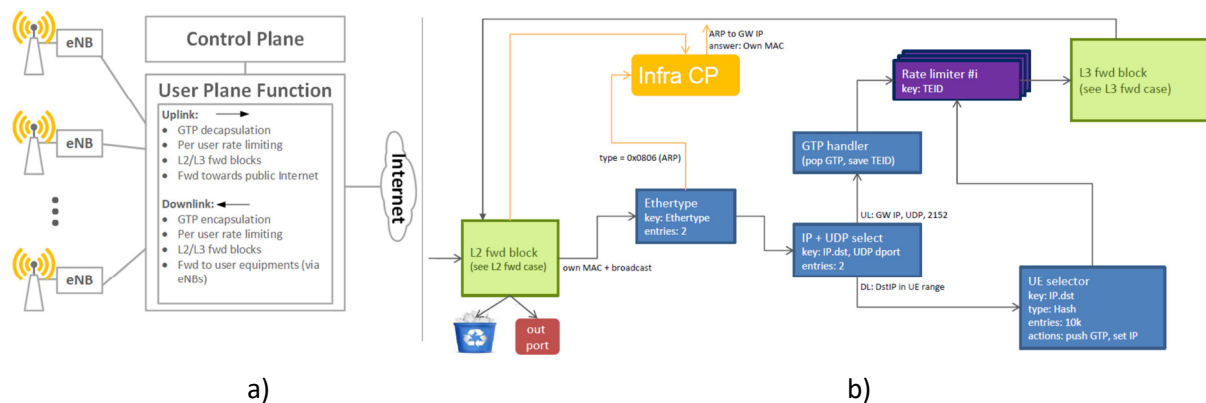 eNB
Control Plane
User Plane Function
Uplink:
• GTP decapsulation
• Per user rate limiting
• L2/L3 fwd blocks
• Fwd towards public Internet
eNB
Downlink:
• GTP encapsulation
• Per user rate limiting
• L2/L3 fwd blocks
• Fwd to user equipments (via
eNBs)
eNB
Internet
a)
ARP to GW IP
answer: Own MAC
Infra CP
Rate limiter #i
key: TEID
L3 fwd block
(see L3 fwd case)
GTP handler
(pop GTP, save TEID)
type = 0x0806 (ARP)
Ethertype
key: Ethertype
entries: 2
UL: GW IP, UDP, 2152
IP + UDP select
key: IP.dst, UDP dport
entries: 2
L2 fwd block
(see L2 fwd case)
own MAC + broadcast
DL: DstIP in UE range
UE selector
key: IP.dst
type: Hash
entries: 10k
actions: push GTP, set IP
out
port
b)